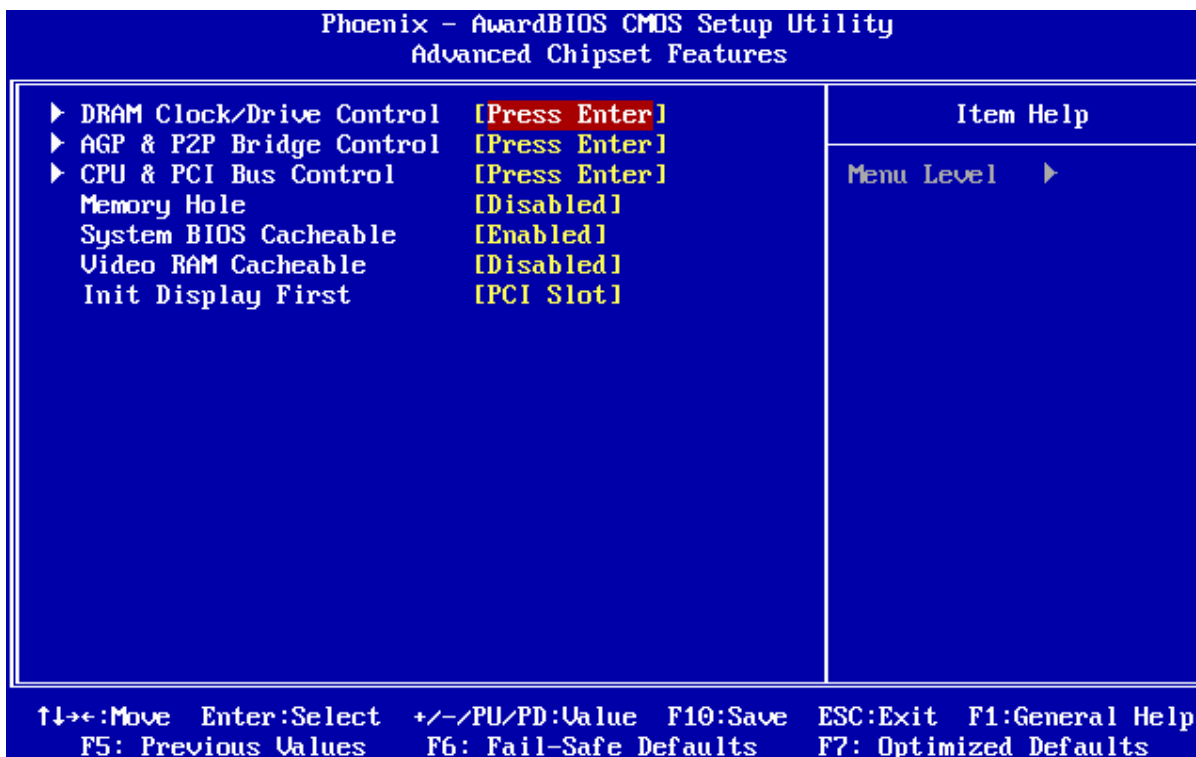 Phoenix - AwardBIOS CMOS Setup Utility
Advanced Chipset Features
▶ DRAM Clock/Drive Control [Press Enter]
▶ AGP & P2P Bridge Control [Press Enter]
▶ CPU & PCI Bus Control [Press Enter]
Memory Hole [Disabled]
System BIOS Cacheable [Enabled]
Video RAM Cacheable [Disabled]
Init Display First [PCI Slot]
Item Help
Menu Level ▶
↑↓→←:Move Enter:Select +/-/PU/PD:Value F10:Save ESC:Exit F1:General Help
F5: Previous Values F6: Fail-Safe Defaults F7: Optimized Defaults